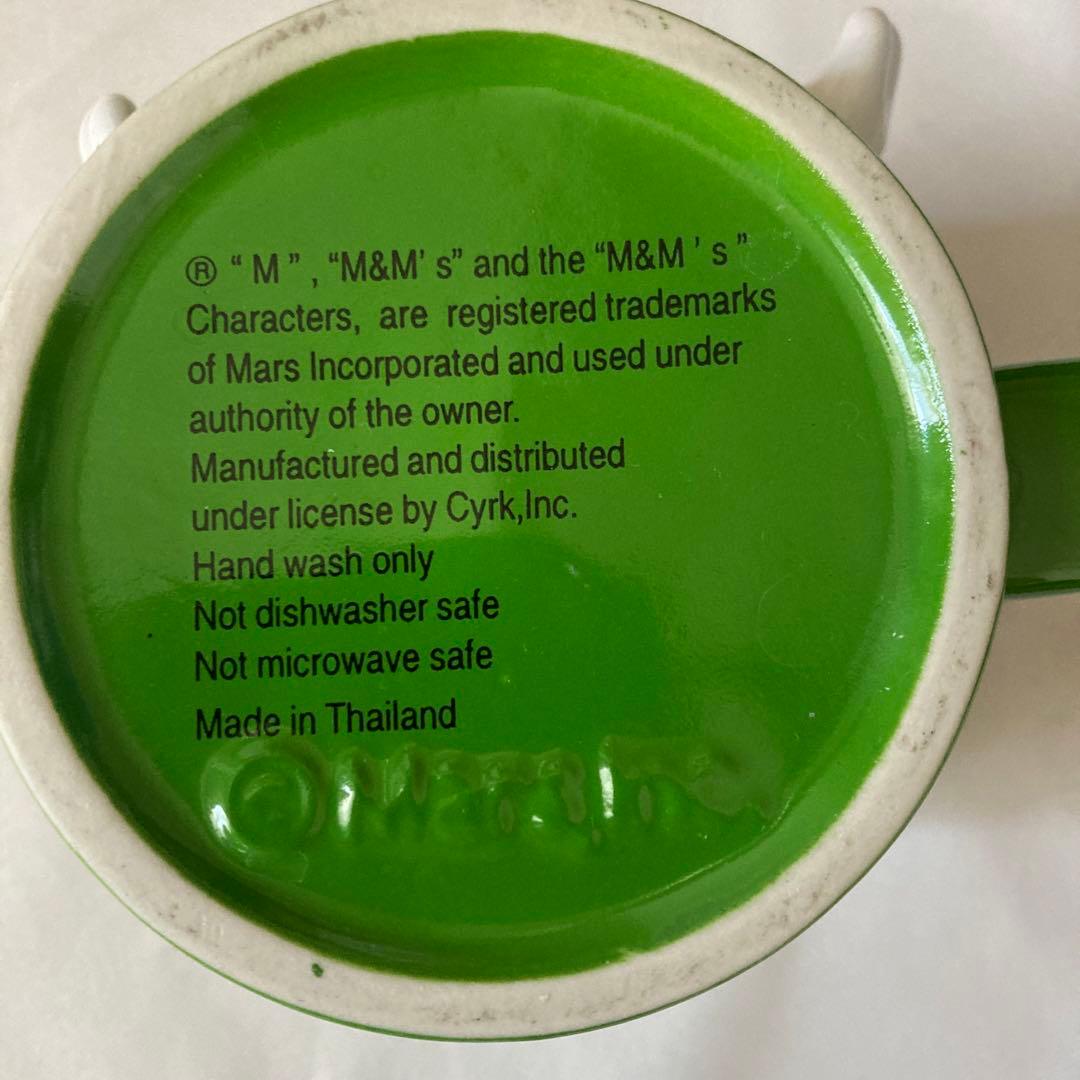 ® “ M ” , “M&M’ s” and the “M&M ’ s ”
Characters, are registered trademarks
of Mars Incorporated and used under
authority of the owner.
Manufactured and distributed
under license by Cyrk,Inc.
Hand wash only
Not dishwasher safe
Not microwave safe
Made in Thailand
© Mars,